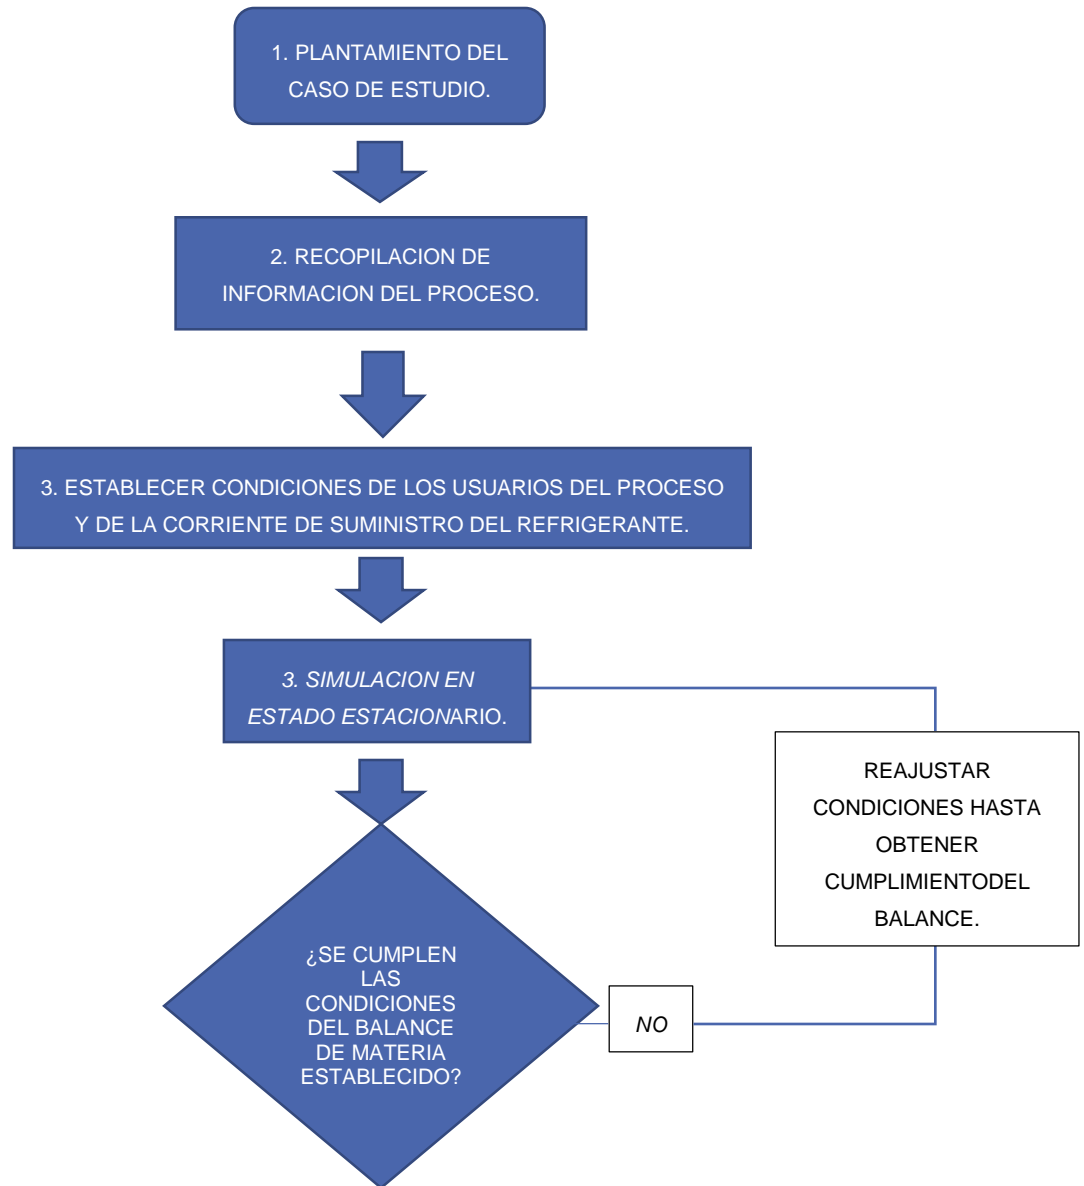 1. PLANTAMIENTO DEL
CASO DE ESTUDIO.
2. RECOPILACION DE
INFORMACION DEL PROCESO.
3. ESTABLECER CONDICIONES DE LOS USUARIOS DEL PROCESO
Y DE LA CORRIENTE DE SUMINISTRO DEL REFRIGERANTE.
3. SIMULACION EN
ESTADO ESTACIONARIO.
REAJUSTAR
CONDICIONES HASTA
OBTENER
CUMPLIMIENTODEL
BALANCE.
¿SE CUMPLEN
LAS
CONDICIONES
DEL BALANCE
DE MATERIA
ESTABLECIDO?
NO